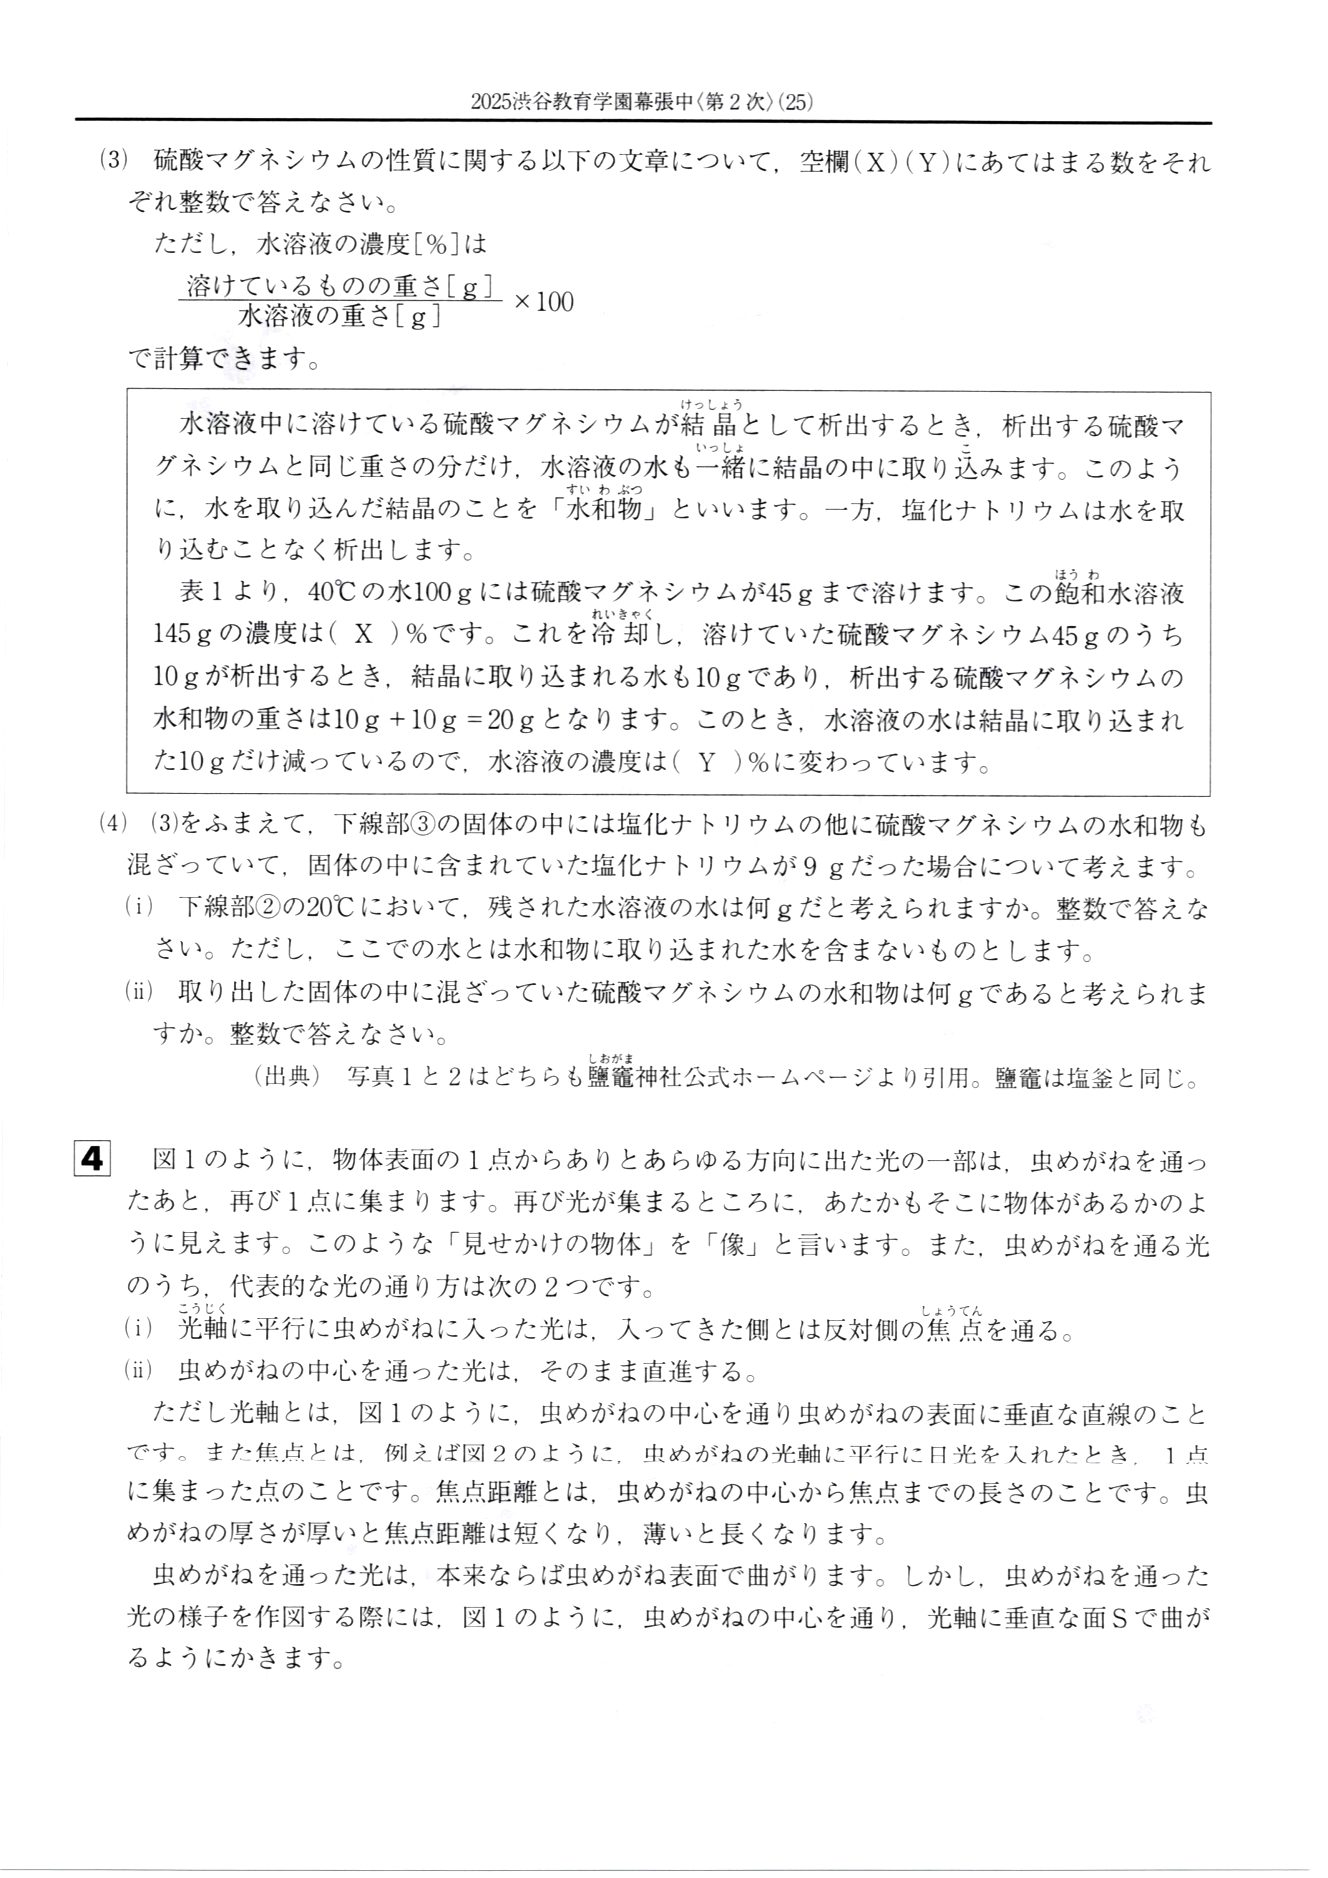 2025渋谷教育学園幕張中〈第2次〉(25)
(3) 硫酸マグネシウムの性質に関する以下の文章について，空欄(X)(Y)にあてはまる数をそれ
ぞれ整数で答えなさい。
ただし，水溶液の濃度[％]は
溶けているものの重さ[g]
水溶液の重さ[g]
×100
で計算できます。
水溶液中に溶けている硫酸マグネシウムが結晶として析出するとき，析出する硫酸マ
グネシウムと同じ重さの分だけ，水溶液の水も一緒に結晶の中に取り込みます。このよう
に，水を取り込んだ結晶のことを「水和物」といいます。一方，塩化ナトリウムは水を取
り込むことなく析出します。
表1より，40℃の水100gには硫酸マグネシウムが45gまで溶けます。この飽和水溶液
145gの濃度は( X )％です。これを冷却し，溶けていた硫酸マグネシウム45gのうち
10gが析出するとき，結晶に取り込まれる水も10gであり，析出する硫酸マグネシウムの
水和物の重さは10g＋10g＝20gとなります。このとき，水溶液の水は結晶に取り込まれ
た10gだけ減っているので，水溶液の濃度は( Y )％に変わっています。
(4) (3)をふまえて，下線部③の固体の中には塩化ナトリウムの他に硫酸マグネシウムの水和物も
混ざっていて，固体の中に含まれていた塩化ナトリウムが9gだった場合について考えます。
(i) 下線部②の20℃において，残された水溶液の水は何gだと考えられますか。整数で答えな
さい。ただし，ここでの水とは水和物に取り込まれた水を含まないものとします。
(ii) 取り出した固体の中に混ざっていた硫酸マグネシウムの水和物は何gであると考えられま
すか。整数で答えなさい。
(出典) 写真1と2はどちらも鹽竈神社公式ホームページより引用。鹽竈は塩釜と同じ。
4 図1のように，物体表面の1点からありとあらゆる方向に出た光の一部は，虫めがねを通っ
たあと，再び1点に集まります。再び光が集まるところに，あたかもそこに物体があるかのよ
うに見えます。このような「見せかけの物体」を「像」と言います。また，虫めがねを通る光
のうち，代表的な光の通り方は次の2つです。
(i) 光軸に平行に虫めがねに入った光は，入ってきた側とは反対側の焦点を通る。
(ii) 虫めがねの中心を通った光は，そのまま直進する。
ただし光軸とは，図1のように，虫めがねの中心を通り虫めがねの表面に垂直な直線のこと
です。また焦点とは，例えば図2のように，虫めがねの光軸に平行に日光を入れたとき，1点
に集まった点のことです。焦点距離とは，虫めがねの中心から焦点までの長さのことです。虫
めがねの厚さが厚いと焦点距離は短くなり，薄いと長くなります。
虫めがねを通った光は，本来ならば虫めがね表面で曲がります。しかし，虫めがねを通った
光の様子を作図する際には，図1のように，虫めがねの中心を通り，光軸に垂直な面Sで曲が
るようにかきます。